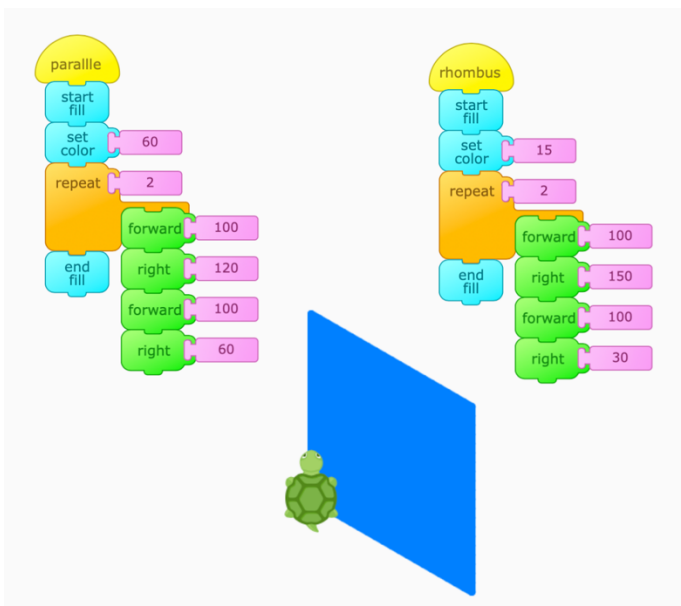 parallle
start
fill
set
color
60
repeat
2
forward
100
right
120
forward
100
right
60
end
fill
rhombus
start
fill
set
color
15
repeat
2
forward
100
right
150
forward
100
right
30
end
fill